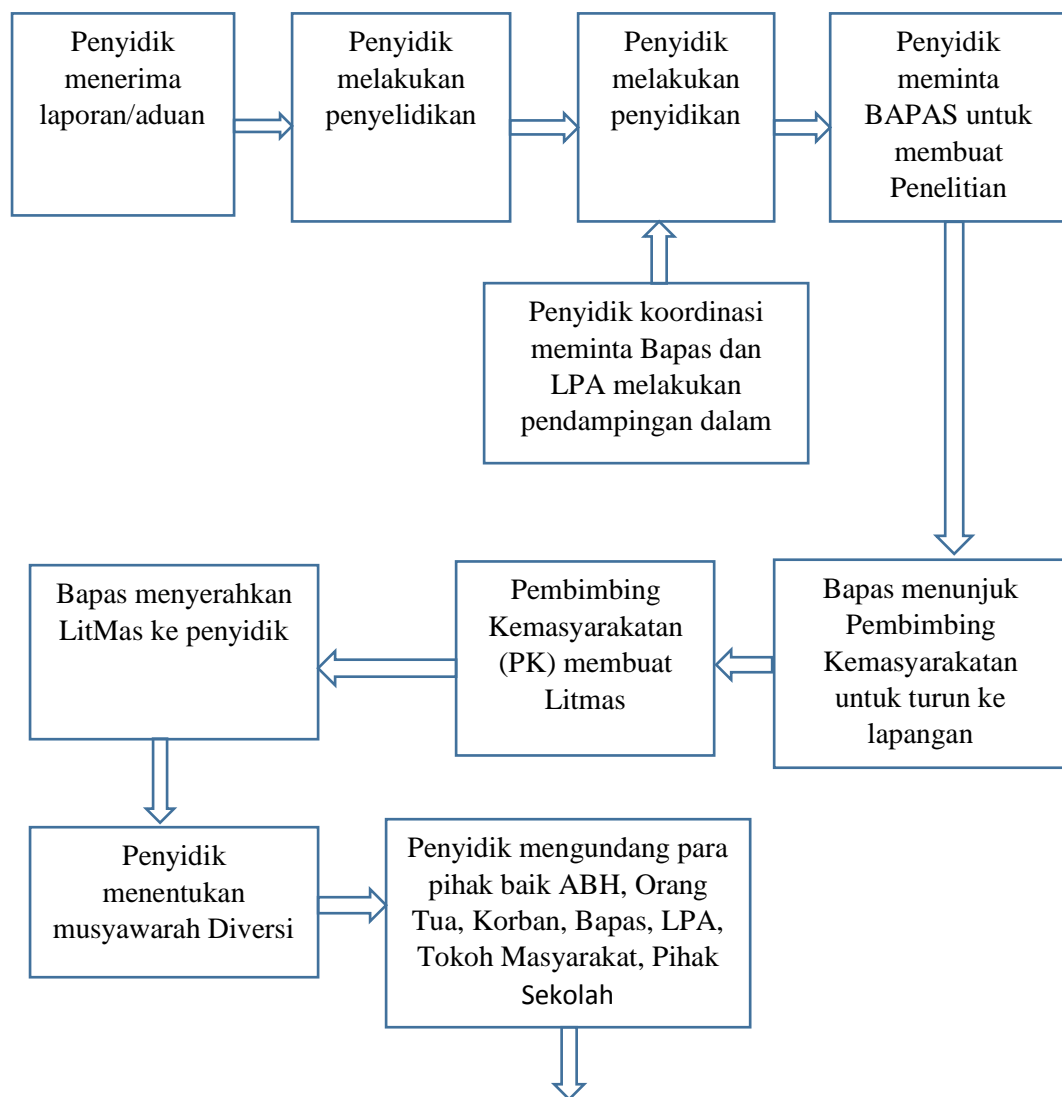 Penyidik
menerima
laporan/aduan
Penyidik
melakukan
penyelidikan
Penyidik
melakukan
penyidikan
Penyidik
meminta
BAPAS untuk
membuat
Penelitian
Penyidik koordinasi
meminta Bapas dan
LPA melakukan
pendampingan dalam
Bapas menunjuk
Pembimbing
Kemasyarakatan
untuk turun ke
lapangan
Pembimbing
Kemasyarakatan
(PK) membuat
Litmas
Bapas menyerahkan
LitMas ke penyidik
Penyidik
menentukan
musyawarah Diversi
Penyidik mengundang para
pihak baik ABH, Orang
Tua, Korban, Bapas, LPA,
Tokoh Masyarakat, Pihak
Sekolah